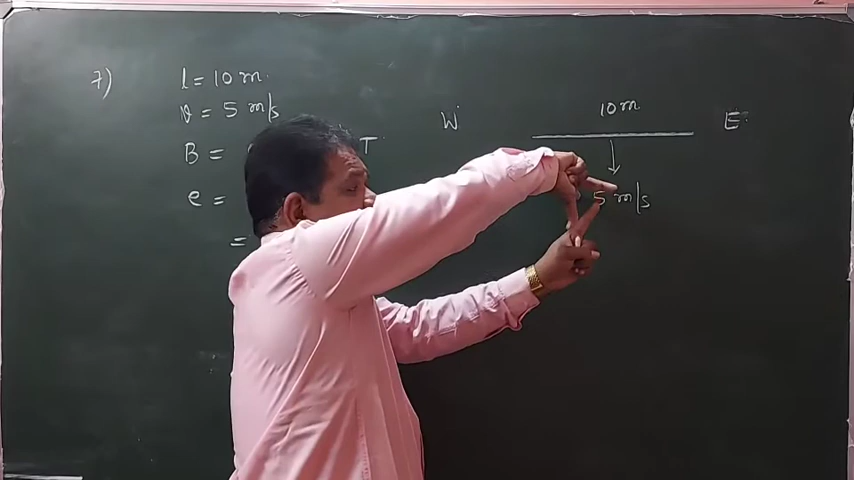 7) l = 10 m.
v = 5 m/s
B = T
e =
=
W 10 m E
5 m/s